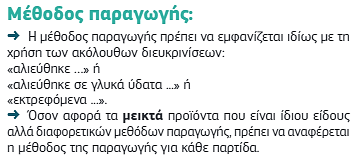 Μέθοδος παραγωγής:
➜ Η μέθοδος παραγωγής πρέπει να εμφανίζεται ιδίως με τη
χρήση των ακόλουθων διευκρινίσεων:
«αλιεύθηκε ...» ή
«αλιεύθηκε σε γλυκά ύδατα ...» ή
«εκτρεφόμενα ...».
➜ Όσον αφορά τα μεικτά προϊόντα που είναι ίδιου είδους
αλλά διαφορετικών μεθόδων παραγωγής, πρέπει να αναφέρεται
η μέθοδος της παραγωγής για κάθε παρτίδα.